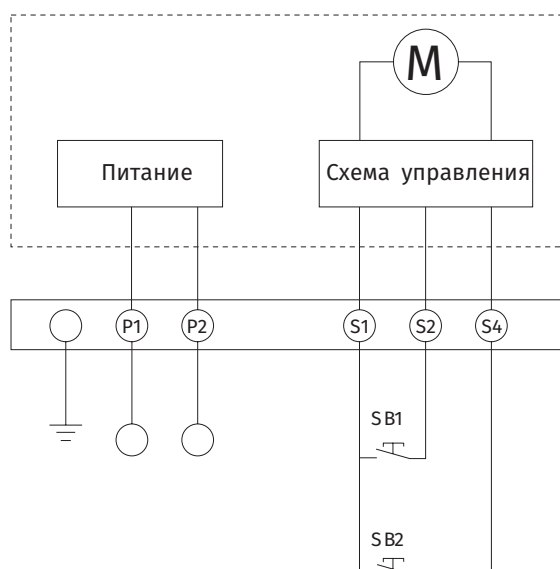 M
Питание
Схема управления
P1 P2 S1 S2 S4
SB1
SB2